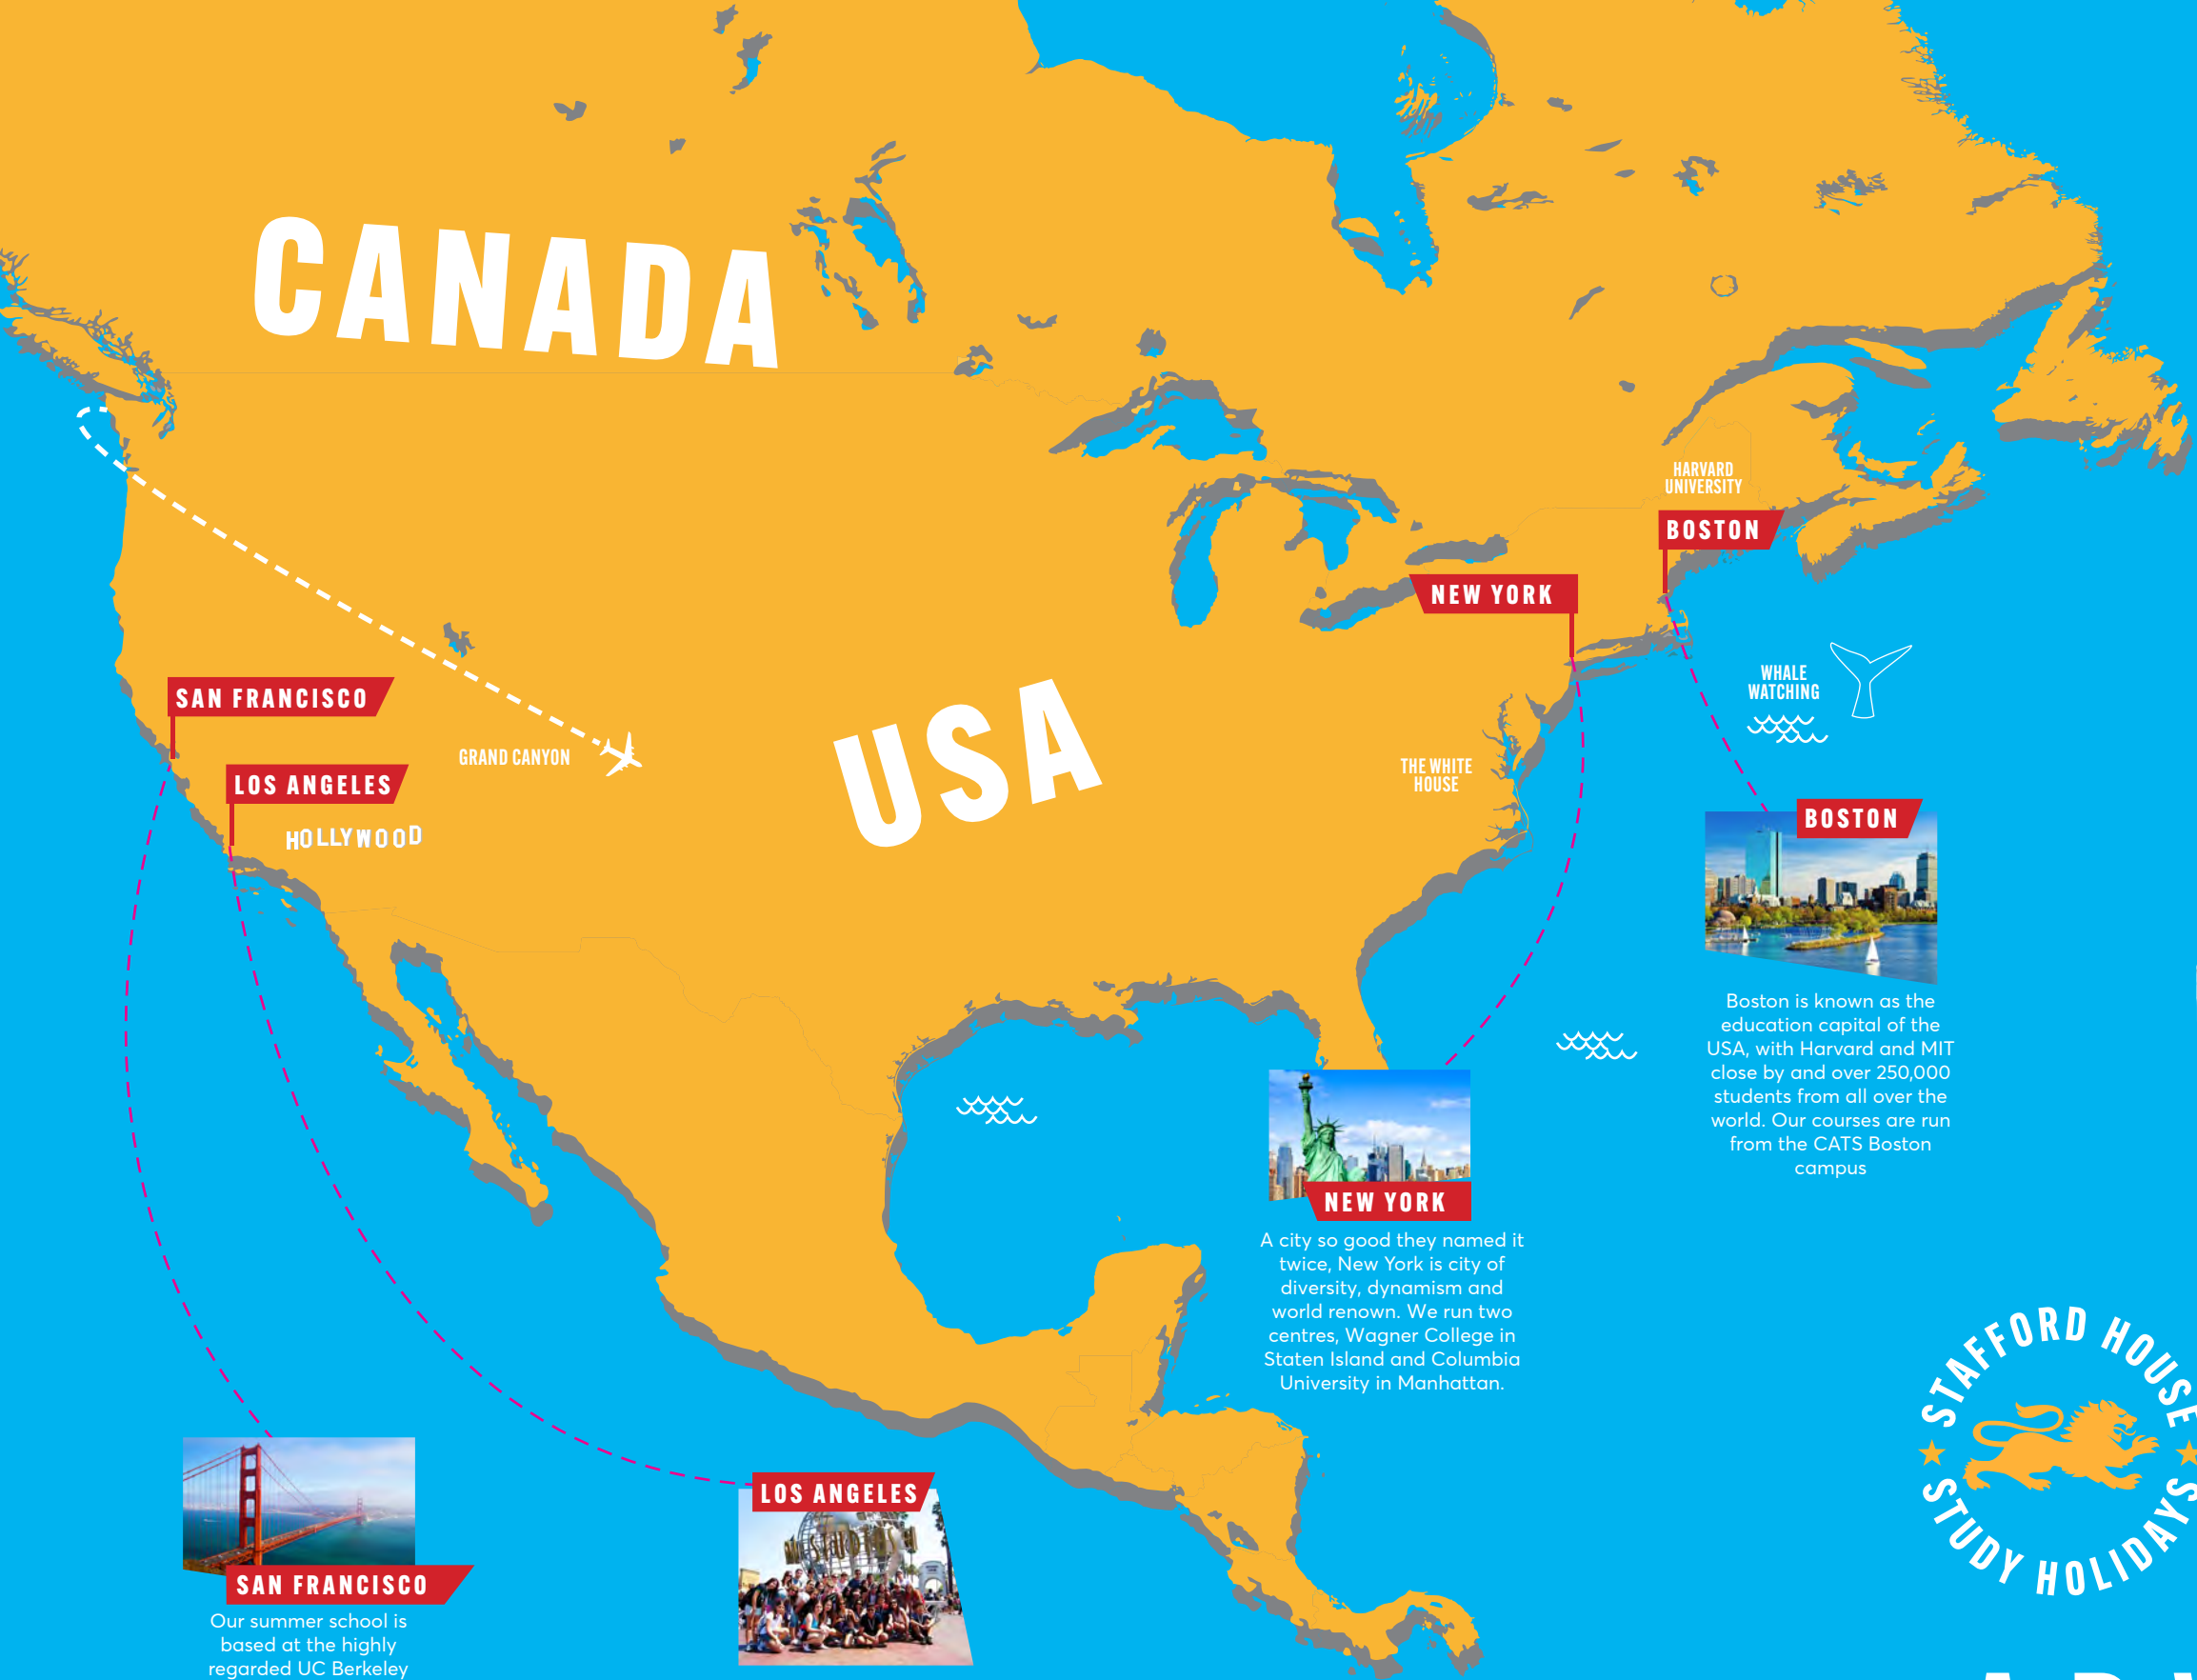 CANADA
USA
HARVARD
UNIVERSITY
BOSTON
NEW YORK
WHALE
WATCHING
SAN FRANCISCO
GRAND CANYON
THE WHITE
HOUSE
LOS ANGELES
HOLLYWOOD
BOSTON
Boston is known as the
education capital of the
USA, with Harvard and MIT
close by and over 250,000
students from all over the
world. Our courses are run
from the CATS Boston
campus
NEW YORK
A city so good they named it
twice, New York is city of
diversity, dynamism and
world renown. We run two
centres, Wagner College in
Staten Island and Columbia
University in Manhattan.
STAFFORD HOUSE
STUDY HOLIDAYS
LOS ANGELES
SAN FRANCISCO
Our summer school is
based at the highly
regarded UC Berkeley